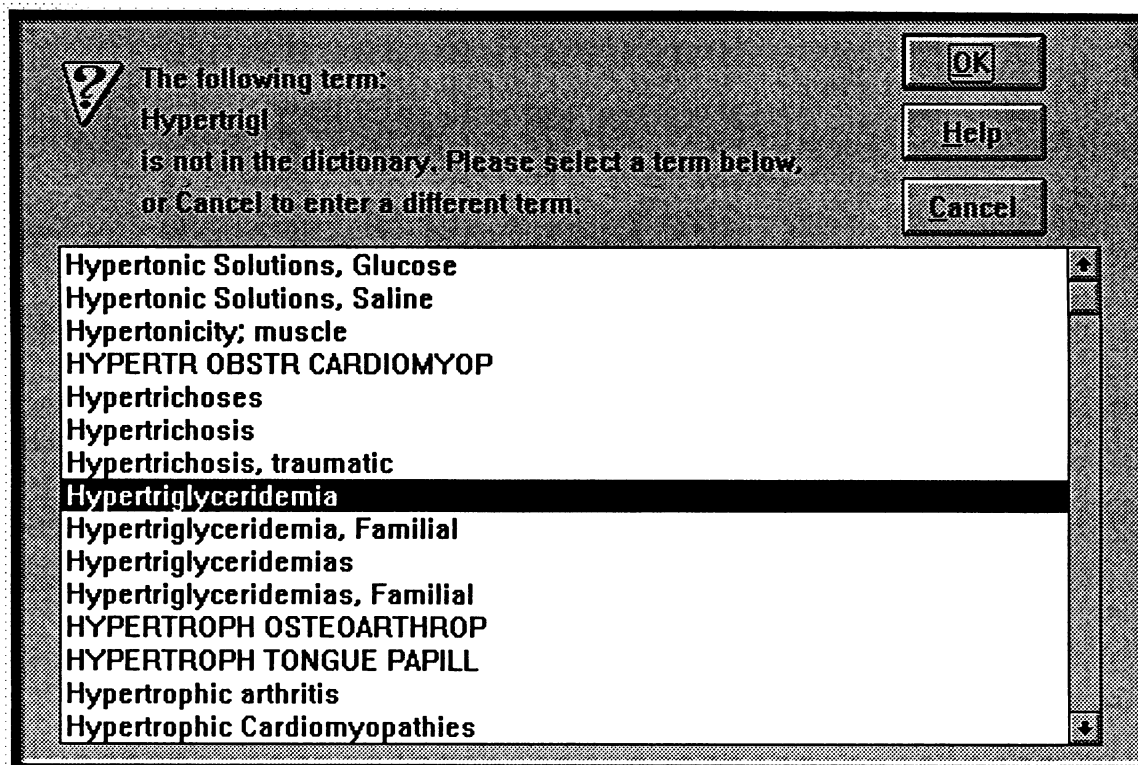 The following term:
Hypertrigl
is not in the dictionary. Please select a term below,
or Cancel to enter a different term.
OK
Help
Cancel
Hypertonic Solutions, Glucose
Hypertonic Solutions, Saline
Hypertonicity; muscle
HYPERTR OBSTR CARDIOMYOP
Hypertrichoses
Hypertrichosis
Hypertrichosis, traumatic
Hypertriglyceridemia
Hypertriglyceridemia, Familial
Hypertriglyceridemias
Hypertriglyceridemias, Familial
HYPERTROPH OSTEOARTHROP
HYPERTROPH TONGUE PAPILL
Hypertrophic arthritis
Hypertrophic Cardiomyopathies